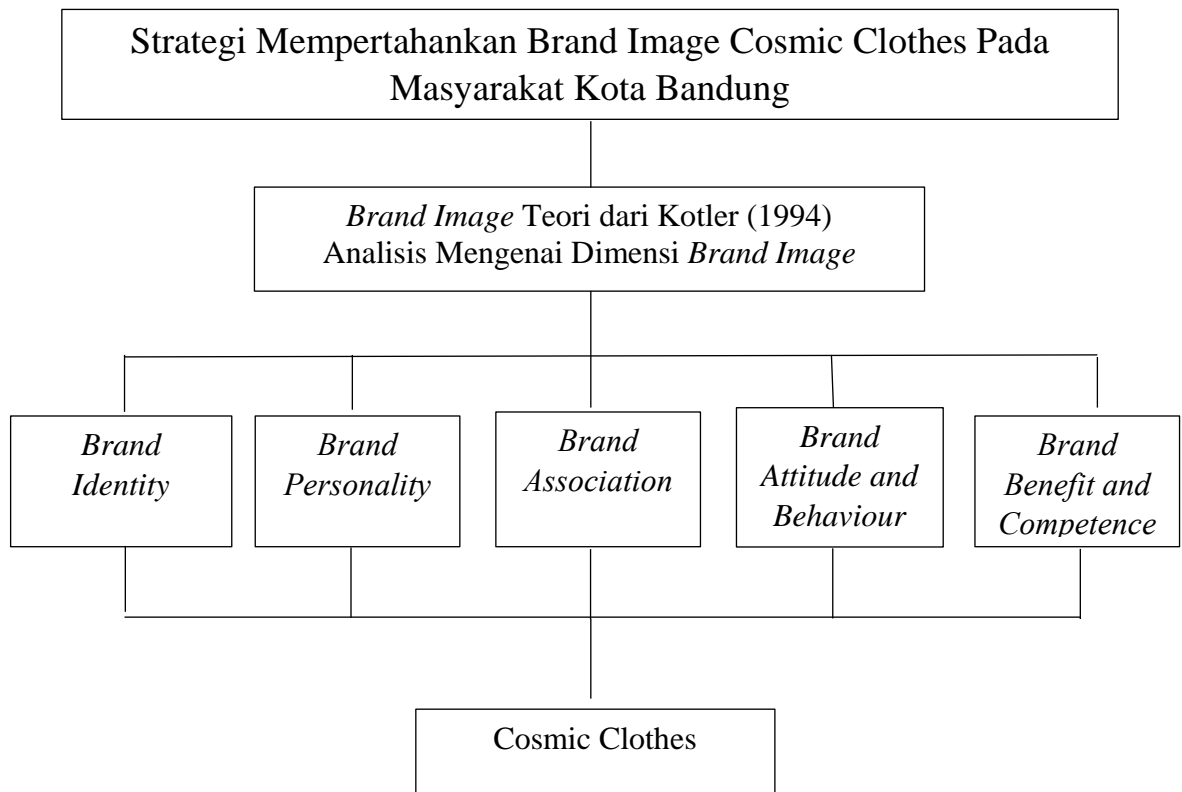 Strategi Mempertahankan Brand Image Cosmic Clothes Pada
Masyarakat Kota Bandung
Brand Image Teori dari Kotler (1994)
Analisis Mengenai Dimensi Brand Image
Brand
Identity
Brand
Personality
Brand
Association
Brand
Attitude and
Behaviour
Brand
Benefit and
Competence
Cosmic Clothes